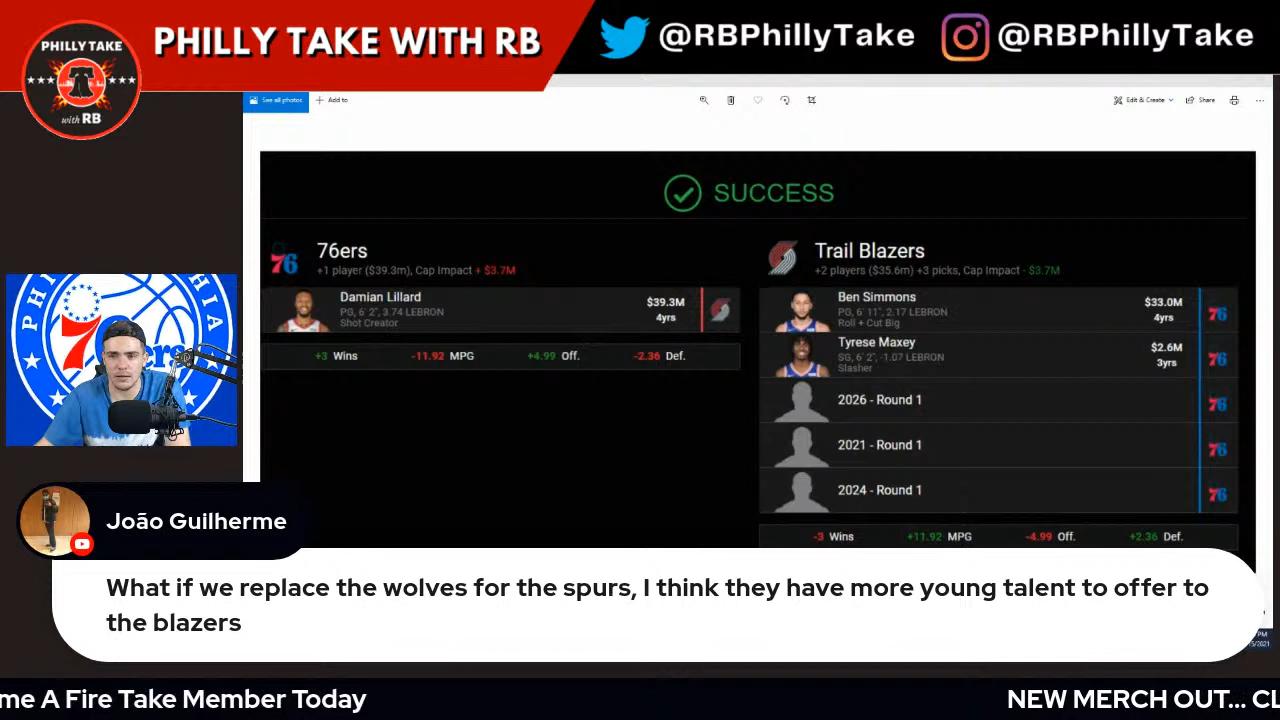 PHILLY TAKE
with RB
PHILLY TAKE WITH RB
@RBPhillyTake
@RBPhillyTake
See all photos
Add to
Edit & Create
Share
SUCCESS
76ers
+1 player ($39.3m), Cap Impact + $3.7M
Damian Lillard
PG, 6' 2", 3.74 LEBRON
Shot Creator
$39.3M
4yrs
+3 Wins -11.92 MPG +4.99 Off. -2.36 Def.
Trail Blazers
+2 players ($35.6m) +3 picks, Cap Impact - $3.7M
Ben Simmons
PG, 6' 11", 2.17 LEBRON
Roll + Cut Big
$33.0M
4yrs
Tyrese Maxey
SG, 6' 2", -1.07 LEBRON
Slasher
$2.6M
3yrs
2026 - Round 1
2021 - Round 1
2024 - Round 1
-3 Wins +11.92 MPG -4.99 Off. +2.36 Def.
João Guilherme
What if we replace the wolves for the spurs, I think they have more young talent to offer to
the blazers
me A Fire Take Member Today
NEW MERCH OUT... CL